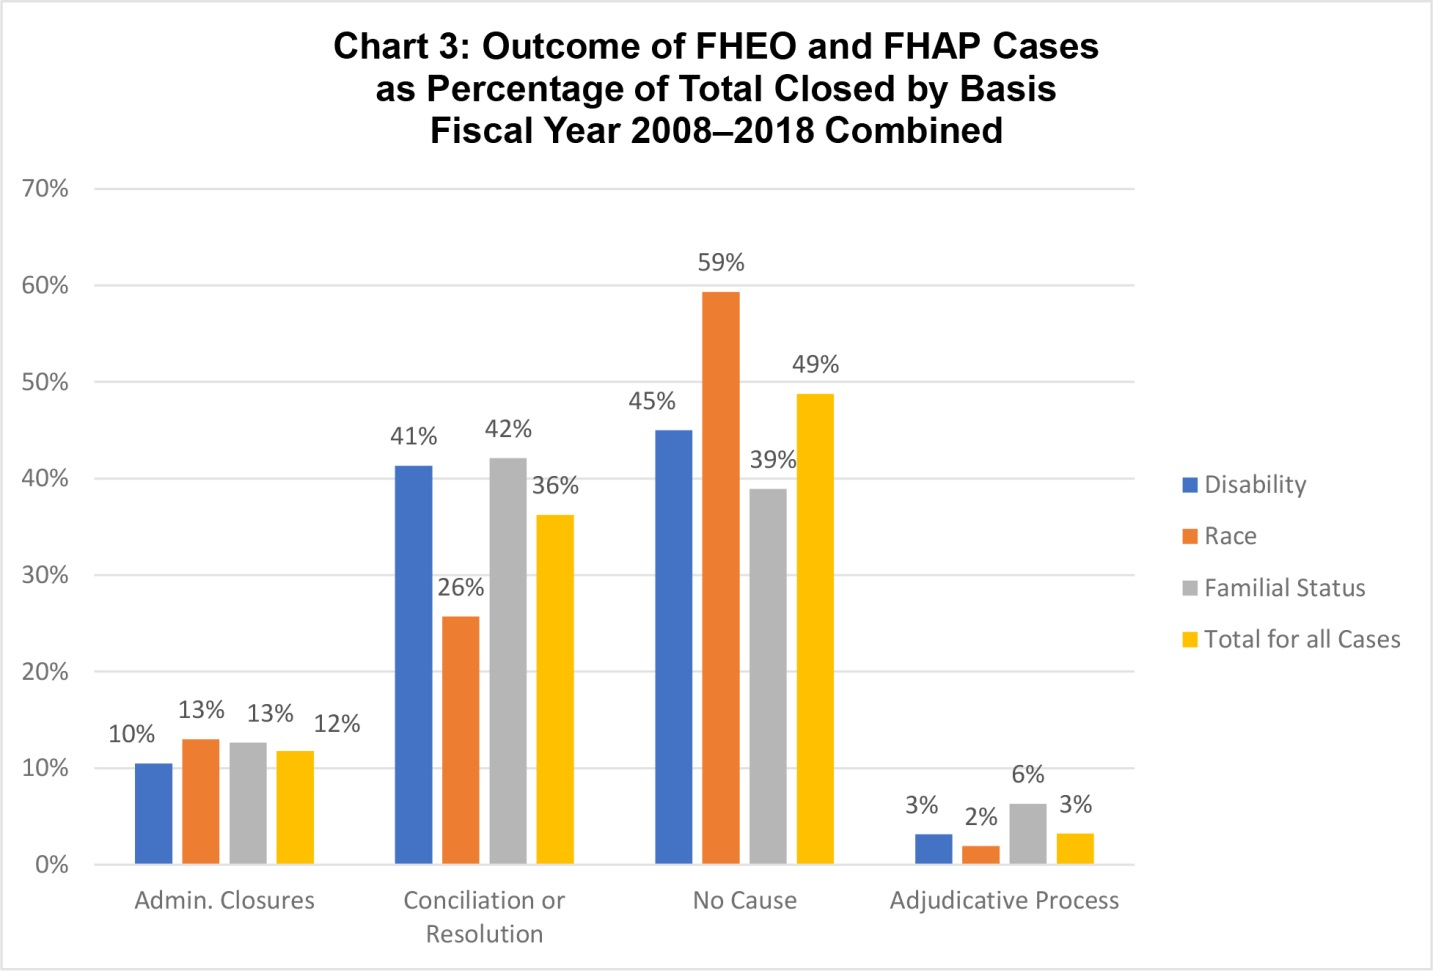 Chart 3: Outcome of FHEO and FHAP Cases
as Percentage of Total Closed by Basis
Fiscal Year 2008–2018 Combined
70%
60%
50%
40%
30%
20%
10%
0%
10%
13%
13%
12%
41%
26%
42%
36%
45%
59%
39%
49%
3%
2%
6%
3%
Admin. Closures
Conciliation or
Resolution
No Cause
Adjudicative Process
Disability
Race
Familial Status
Total for all Cases